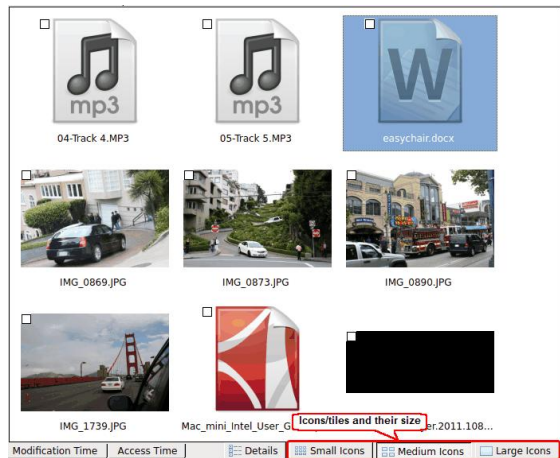 mp3
mp3
W
04-Track 4.MP3
05-Track 5.MP3
easychair.docx
IMG_0869.JPG
IMG_0873.JPG
IMG_0890.JPG
IMG_1739.JPG
Mac_mini_Intel_User_G
er.2011.108...
Icons/tiles and their size
Modification Time
Access Time
Details
Small Icons
Medium Icons
Large Icons